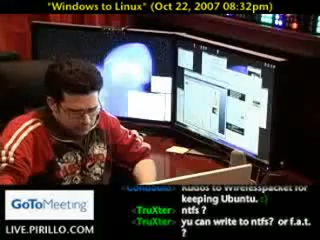 "Windows to Linux" (Oct 22, 2007 08:32pm)
Kudos to Wirelesspacket for
keeping Ubuntu. :)
<TruXter> ntfs ?
<TruXter> yu can write to ntfs? or f.a.t.
?
GoToMeeting
LIVE.PIRILLO.COM